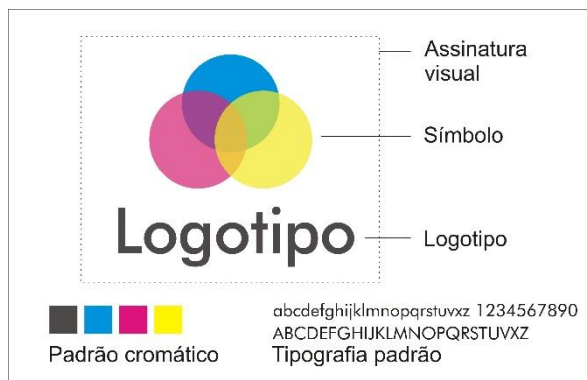 Assinatura
visual
Símbolo
Logotipo
Logotipo
abcdefghijklmnopqrstuvxz 1234567890
ABCDEFGHIJKLMNOPQRSTUVXZ
Padrão cromático
Tipografia padrão